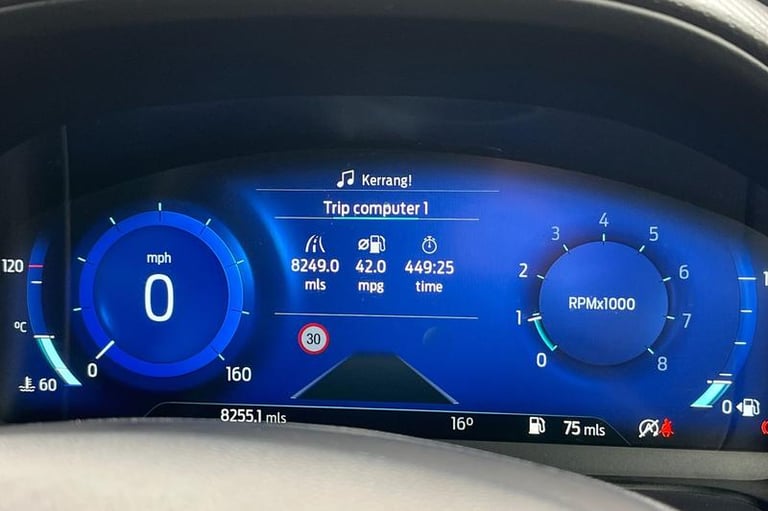 Kerrang!
Trip computer 1
8249.0 42.0 449:25
mls mpg time
mph
0
0
160
120
°C
60
30
RPMx1000
0
1
2
3
4
5
6
7
8
1
0
8255.1 mls
16°
75 mls